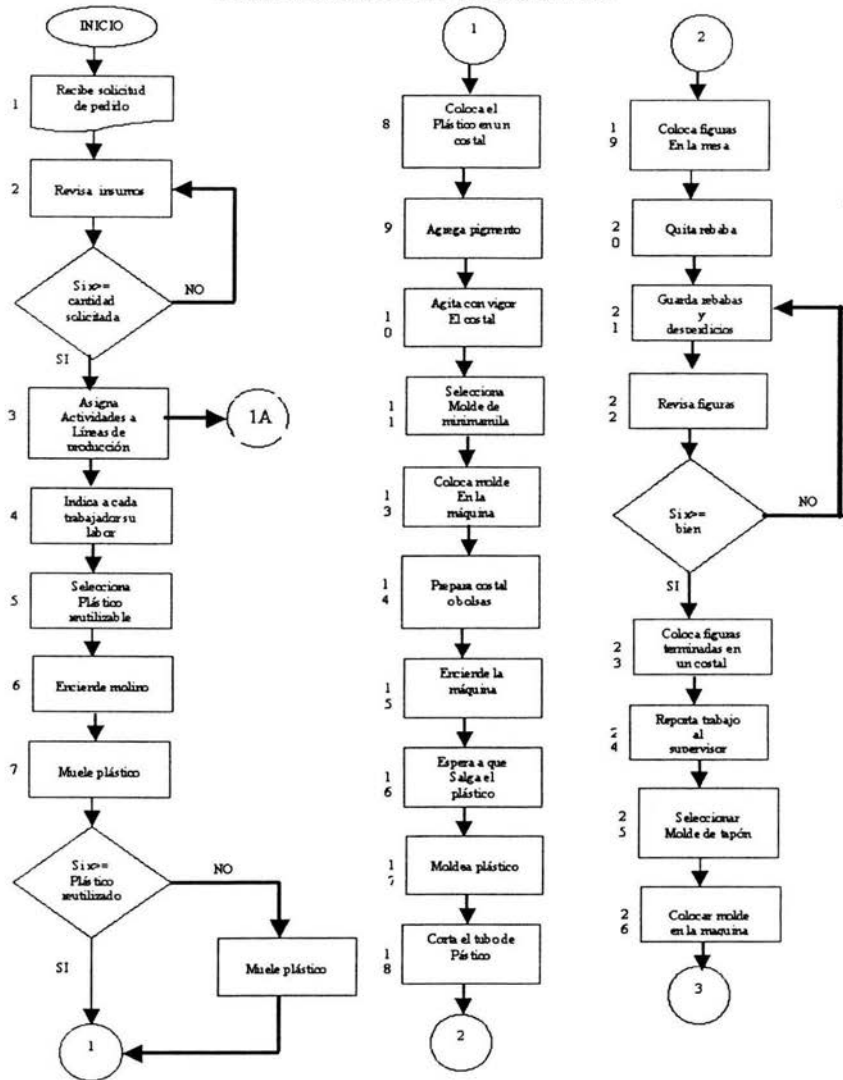 INICIO
1
Recibe solicitud
de pedido
2
Revisa insumos
Si x>=
cantidad
solicitada
NO
SI
3
Asigna
Actividades a
Líneas de
producción
1A
4
Indica a cada
trabajador su
labor
5
Selecciona
Plástico
reutilizable
6
Enciende molino
7
Muele plástico
Si x>=
Plástico
reutilizado
NO
SI
Muele plástico
1
1
8
Coloca el
Plástico en un
costal
9
Agrega pigmento
1
0
Agita con vigor
El costal
1
1
Selecciona
Molde de
minimamila
1
3
Coloca molde
En la
máquina
1
4
Prepara costal
o bolsas
1
5
Enciende la
máquina
1
6
Espera a que
Salga el
plástico
1
7
Moldea plástico
1
8
Corta el tubo de
Pástico
2
2
1
9
Coloca figuras
En la mesa
2
0
Quita rebaba
2
1
Guarda rebabas
y
desperdicios
2
2
Revisa figuras
Si x>=
bien
NO
SI
2
3
Coloca figuras
terminadas en
un costal
2
4
Reporta trabajo
al
supervisor
2
5
Seleccionar
Molde de tapón
2
6
Colocar molde
en la maquina
3